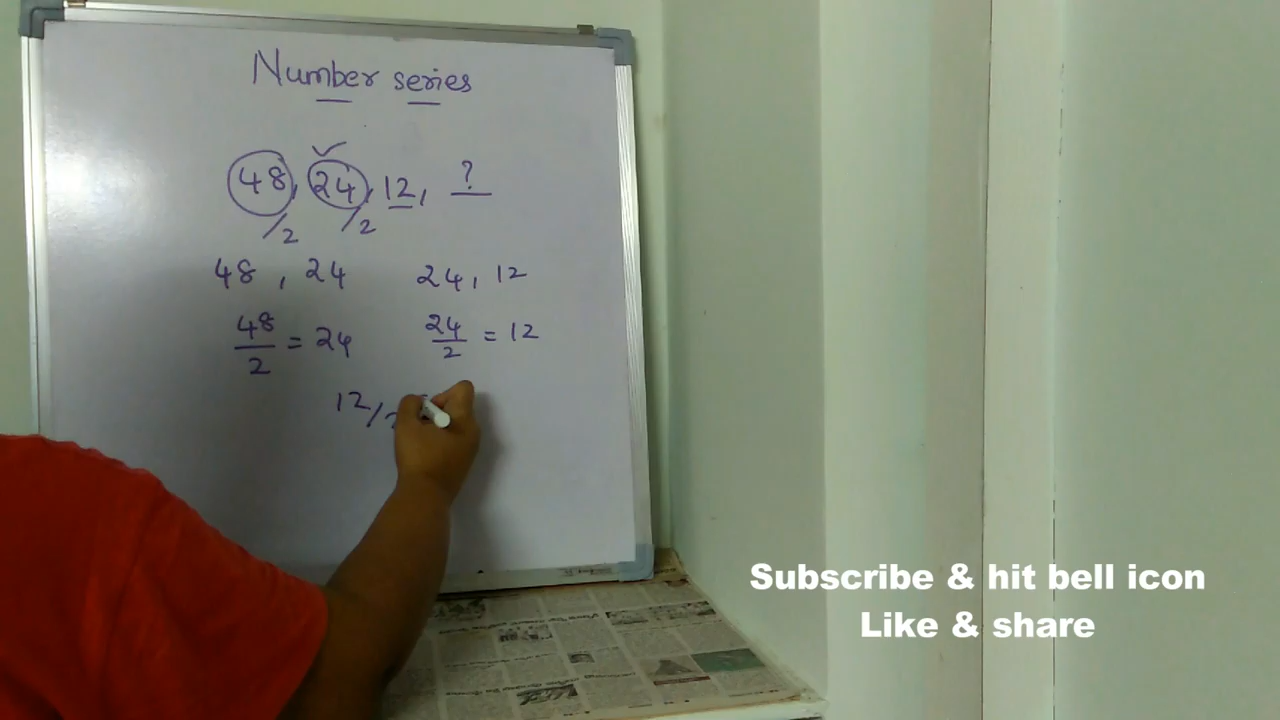 Number series
48, 24, 12, ?
/2 /2
48 , 24 24, 12
48/2 = 24 24/2 = 12
12/2
Subscribe & hit bell icon
Like & share